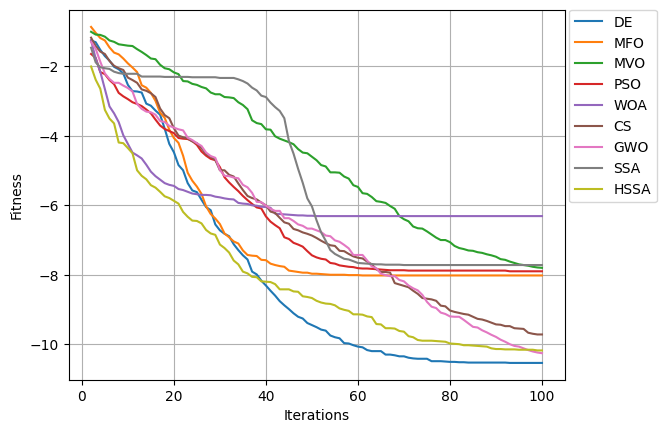 −2
−4
−6
−8
−10
Fitness
0 20 40 60 80 100
Iterations
DE
MFO
MVO
PSO
WOA
CS
GWO
SSA
HSSA